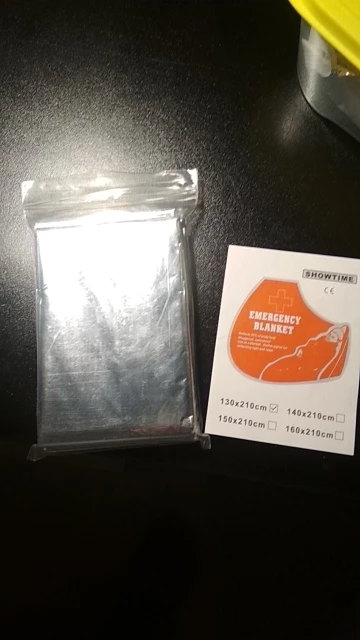 SHOWTIME
CE
EMERGENCY
BLANKET
130x210cm
140x210cm
150x210cm
160x210cm